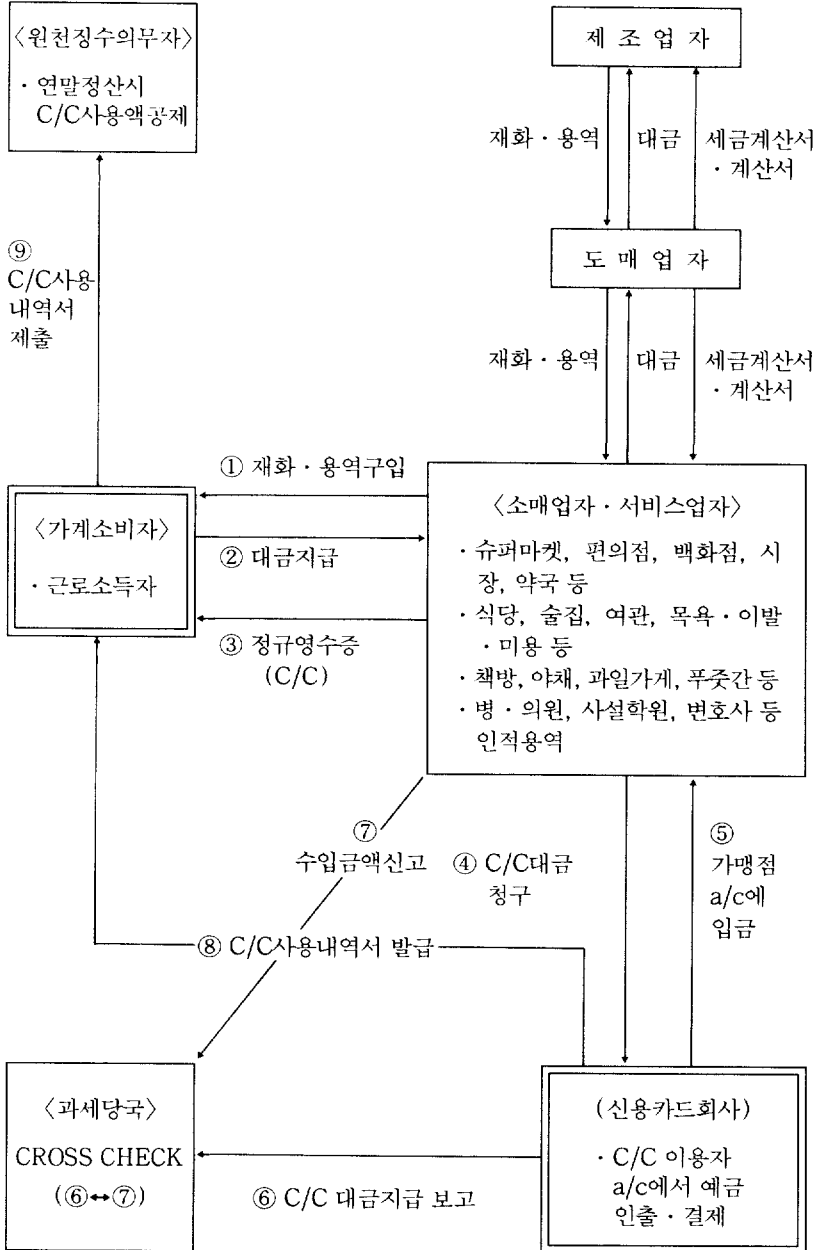 〈원천징수의무자〉
· 연말정산시
C/C사용액공제
제 조 업 자
재화 · 용역
대금
세금계산서
· 계산서
⑨
C/C사용
내역서
제출
도 매 업 자
재화 · 용역
대금
세금계산서
· 계산서
① 재화 · 용역구입
〈가계소비자〉
· 근로소득자
② 대금지급
③ 정규영수증
(C/C)
〈소매업자 · 서비스업자〉
· 슈퍼마켓, 편의점, 백화점, 시
장, 약국 등
· 식당, 술집, 여관, 목욕 · 이발
· 미용 등
· 책방, 야채, 과일가게, 푸줏간 등
· 병 · 의원, 사설학원, 변호사 등
인적용역
⑦
수입금액신고
④ C/C대금
청구
⑤
가맹점
a/c에
입금
⑧ C/C사용내역서 발급
〈과세당국〉
CROSS CHECK
(⑥↔⑦)
⑥ C/C 대금지급 보고
(신용카드회사)
· C/C 이용자
a/c에서 예금
인출 · 결제